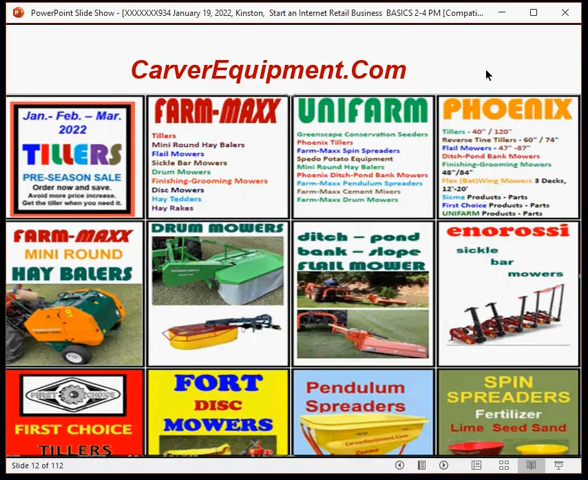 PowerPoint Slide Show - [XXXXXXX934 January 19, 2022, Kinston, Start an Internet Retail Business BASICS 2-4 PM [Compati...
CarverEquipment.Com
Jan.- Feb. – Mar.
2022
TILLERS
PRE-SEASON SALE
Order now and save.
Avoid more price increase.
Get the tiller when you need it.
FARM-MAXX
Tillers
Mini Round Hay Balers
Flail Mowers
Sickle Bar Mowers
Drum Mowers
Finishing-Grooming Mowers
Disc Mowers
Hay Tedders
Hay Rakes
UNIFARM
Greenscape Conservation Seeders
Phoenix Tillers
Farm-Maxx Spin Spreaders
Spedo Potato Equipment
Mini Round Hay Balers
Phoenix Ditch-Pond Bank Mowers
Farm-Maxx Pendulum Spreaders
Farm-Maxx Cement Mixers
Farm-Maxx Drum Mowers
PHOENIX
Tillers - 40" / 120"
Reverse Tine Tillers - 60" / 74"
Flail Mowers - 47" -87"
Ditch-Pond Bank Mowers
Finishing-Grooming Mowers
48"/84"
Flex (Bat)Wing Mowers 3 Decks,
12'-20'
Sigma Products - Parts
First Choice Products - Parts
UNIFARM Products - Parts
FARM-MAXX
MINI ROUND
HAY BALERS
DRUM MOWERS
ditch – pond
bank – slope
FLAIL MOWER
enorossi
sickle
bar
mowers
FIRST CHOICE
FIRST CHOICE
TILLERS
FORT
DISC
MOWERS
Pendulum
Spreaders
CarverEquipment.Com
SPIN
SPREADERS
Fertilizer
Lime Seed Sand
Slide 12 of 112